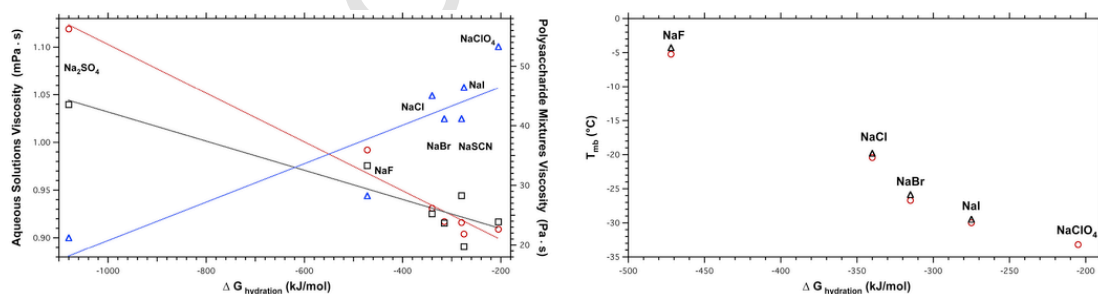 Aqueous Solutions Viscosity (mPa · s)
1.10
1.05
1.00
0.95
0.90
-1000
-800
-600
-400
-200
Δ G hydration (kJ/mol)
50
40
30
20
Polysaccharide Mixtures Viscosity (Pa · s)
Na2SO4
NaF
NaCl
NaBr
NaSCN
NaI
NaClO4
T mb (°C)
0
-5
-10
-15
-20
-25
-30
-35
-500
-450
-400
-350
-300
-250
-200
Δ G hydration (kJ/mol)
NaF
NaCl
NaBr
NaI
NaClO4